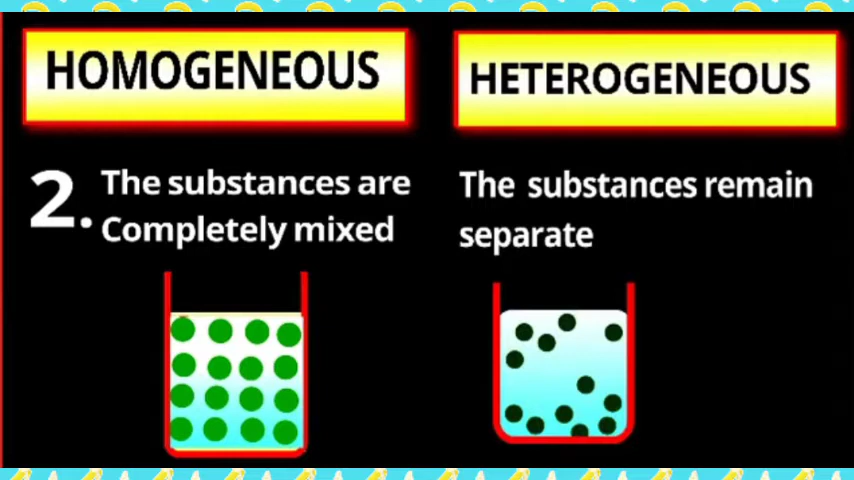 HOMOGENEOUS
HETEROGENEOUS
2. The substances are
Completely mixed
The substances remain
separate